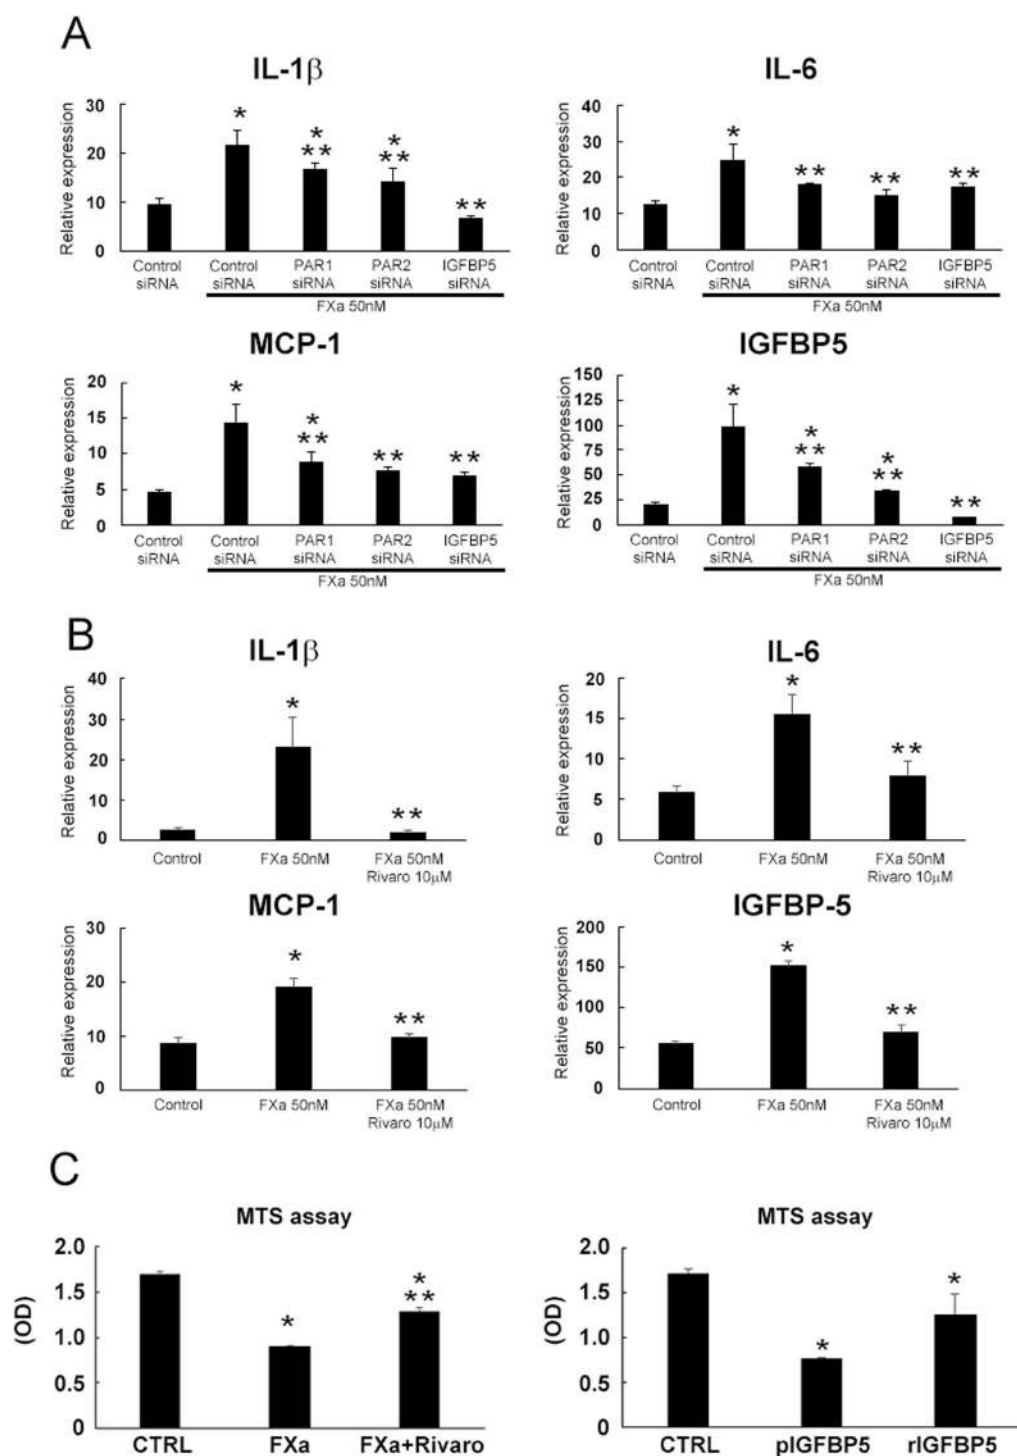 A
IL-1β
Relative expression
30
20
10
0
*
*
**
*
**
**
Control siRNA
Control siRNA
PAR1 siRNA
PAR2 siRNA
IGFBP5 siRNA
FXa 50nM
IL-6
Relative expression
40
30
20
10
0
*
**
**
**
Control siRNA
Control siRNA
PAR1 siRNA
PAR2 siRNA
IGFBP5 siRNA
FXa 50nM
MCP-1
Relative expression
20
15
10
5
0
*
*
**
**
**
Control siRNA
Control siRNA
PAR1 siRNA
PAR2 siRNA
IGFBP5 siRNA
FXa 50nM
IGFBP5
Relative expression
150
125
100
50
25
0
*
*
**
*
**
**
Control siRNA
Control siRNA
PAR1 siRNA
PAR2 siRNA
IGFBP5 siRNA
FXa 50nM
B
IL-1β
Relative expression
40
30
20
10
0
*
**
Control
FXa 50nM
FXa 50nM
Rivaro 10μM
IL-6
Relative expression
20
15
10
5
0
*
**
Control
FXa 50nM
FXa 50nM
Rivaro 10μM
MCP-1
Relative expression
30
20
10
0
*
**
Control
FXa 50nM
FXa 50nM
Rivaro 10μM
IGFBP-5
Relative expression
200
150
100
50
0
*
**
Control
FXa 50nM
FXa 50nM
Rivaro 10μM
C
MTS assay
(OD)
2.0
1.5
1.0
0.5
0
*
*
**
CTRL
FXa
FXa+Rivaro
MTS assay
(OD)
2.0
1.5
1.0
0.5
0
*
*
CTRL
pIGFBP5
rIGFBP5